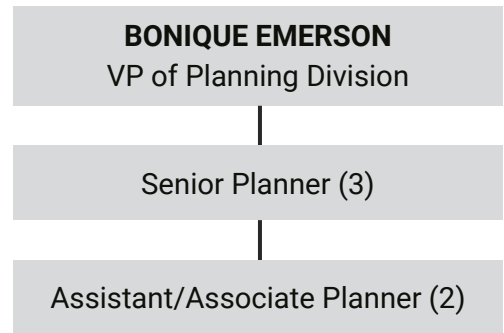 BONIQUE EMERSON
VP of Planning Division
Senior Planner (3)
Assistant/Associate Planner (2)